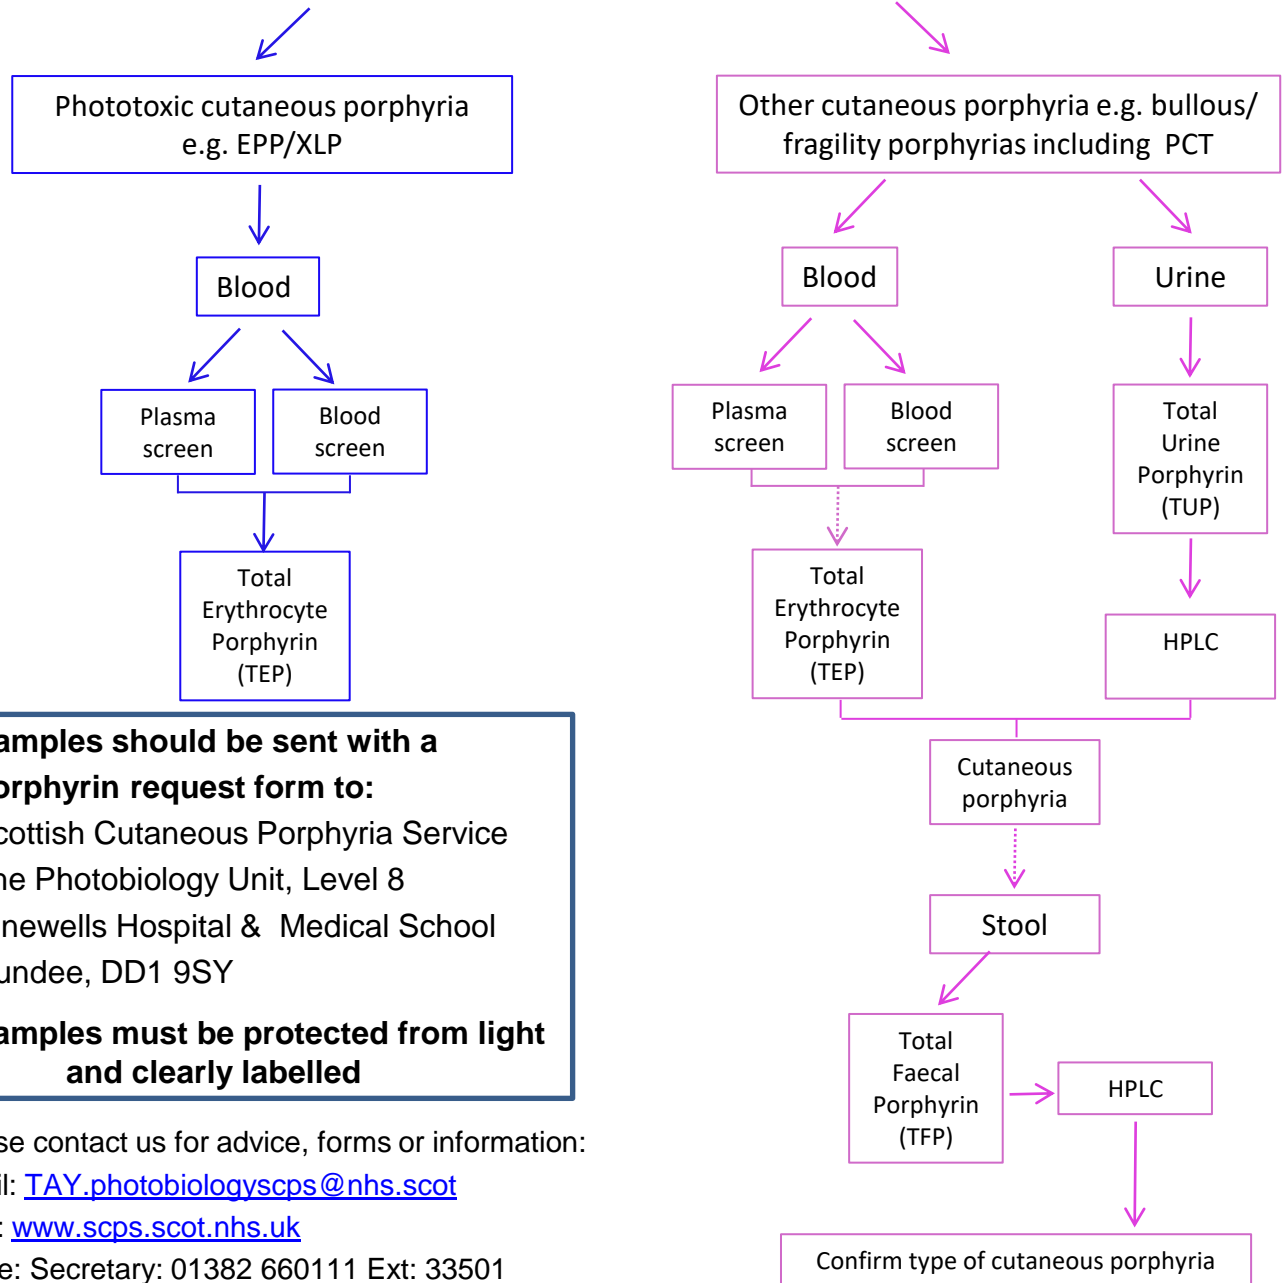 Phototoxic cutaneous porphyria
e.g. EPP/XLP
Blood
Plasma
screen
Blood
screen
Total
Erythrocyte
Porphyrin
(TEP)
Other cutaneous porphyria e.g. bullous/
fragility porphyrias including PCT
Blood
Urine
Plasma
screen
Blood
screen
Total
Urine
Porphyrin
(TUP)
Total
Erythrocyte
Porphyrin
(TEP)
HPLC
Cutaneous
porphyria
Stool
Total
Faecal
Porphyrin
(TFP)
HPLC
Confirm type of cutaneous porphyria
amples should be sent with a
orphyrin request form to:
cottish Cutaneous Porphyria Service
he Photobiology Unit, Level 8
newells Hospital & Medical School
undee, DD1 9SY
amples must be protected from light
and clearly labelled
se contact us for advice, forms or information:
il: TAY.photobiologyscps@nhs.scot
: www.scps.scot.nhs.uk
e: Secretary: 01382 660111 Ext: 33501